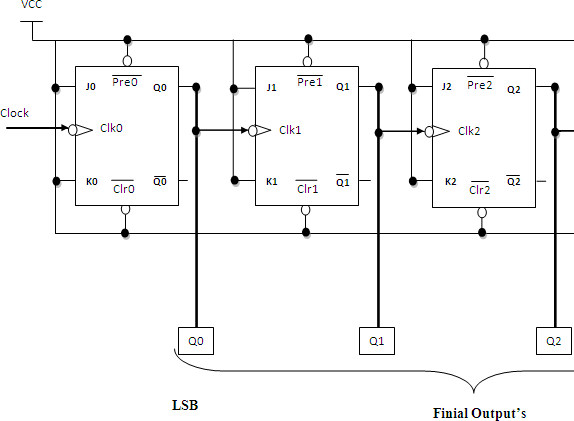 VCC
J0 Pre0 Q0
J1 Pre1 Q1
J2 Pre2 Q2
Clock
Clk0
Clk1
Clk2
K0 Clr0 Q0
K1 Clr1 Q1
K2 Clr2 Q2
Q0
Q1
Q2
LSB
Finial Output's